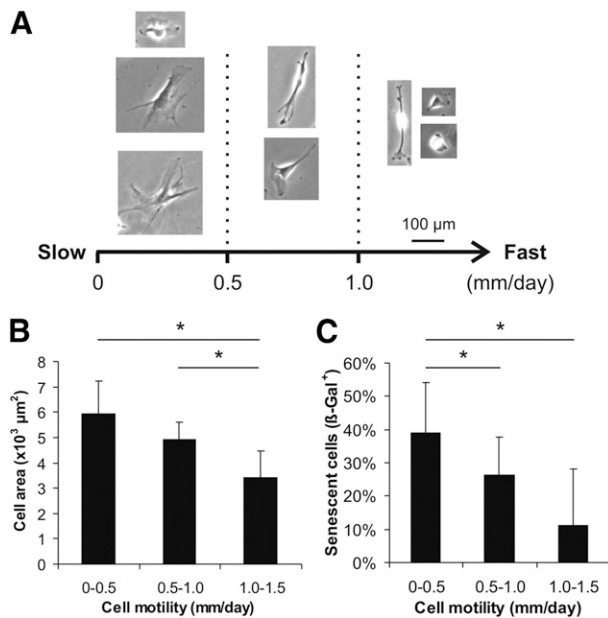 A
100 µm
Slow
Fast
0
0.5
1.0
(mm/day)
B
*
*
8
7
6
5
4
3
2
1
0
Cell area (x10³ µm²)
0-0.5
0.5-1.0
1.0-1.5
Cell motility (mm/day)
C
*
*
60%
50%
40%
30%
20%
10%
0%
Senescent cells (ß-Gal⁺)
0-0.5
0.5-1.0
1.0-1.5
Cell motility (mm/day)